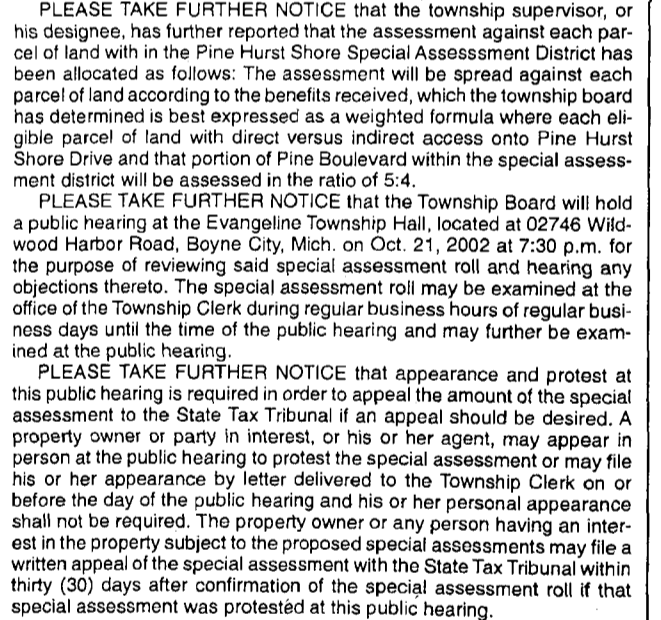 PLEASE TAKE FURTHER NOTICE that the township supervisor, or
his designee, has further reported that the assessment against each par-
cel of land with in the Pine Hurst Shore Special Assesssment District has
been allocated as follows: The assessment will be spread against each
parcel of land according to the benefits received, which the township board
has determined is best expressed as a weighted formula where each eli-
gible parcel of land with direct versus indirect access onto Pine Hurst
Shore Drive and that portion of Pine Boulevard within the special assess-
ment district will be assessed in the ratio of 5:4.
PLEASE TAKE FURTHER NOTICE that the Township Board will hold
a public hearing at the Evangeline Township Hall, located at 02746 Wild-
wood Harbor Road, Boyne City, Mich. on Oct. 21, 2002 at 7:30 p.m. for
the purpose of reviewing said special assessment roll and hearing any
objections thereto. The special assessment roll may be examined at the
office of the Township Clerk during regular business hours of regular busi-
ness days until the time of the public hearing and may further be exam-
ined at the public hearing.
PLEASE TAKE FURTHER NOTICE that appearance and protest at
this public hearing is required in order to appeal the amount of the special
assessment to the State Tax Tribunal if an appeal should be desired. A
property owner or party in interest, or his or her agent, may appear in
person at the public hearing to protest the special assessment or may file
his or her appearance by letter delivered to the Township Clerk on or
before the day of the public hearing and his or her personal appearance
shall not be required. The property owner or any person having an inter-
est in the property subject to the proposed special assessments may file a
written appeal of the special assessment with the State Tax Tribunal within
thirty (30) days after confirmation of the special assessment roll if that
special assessment was protested at this public hearing.